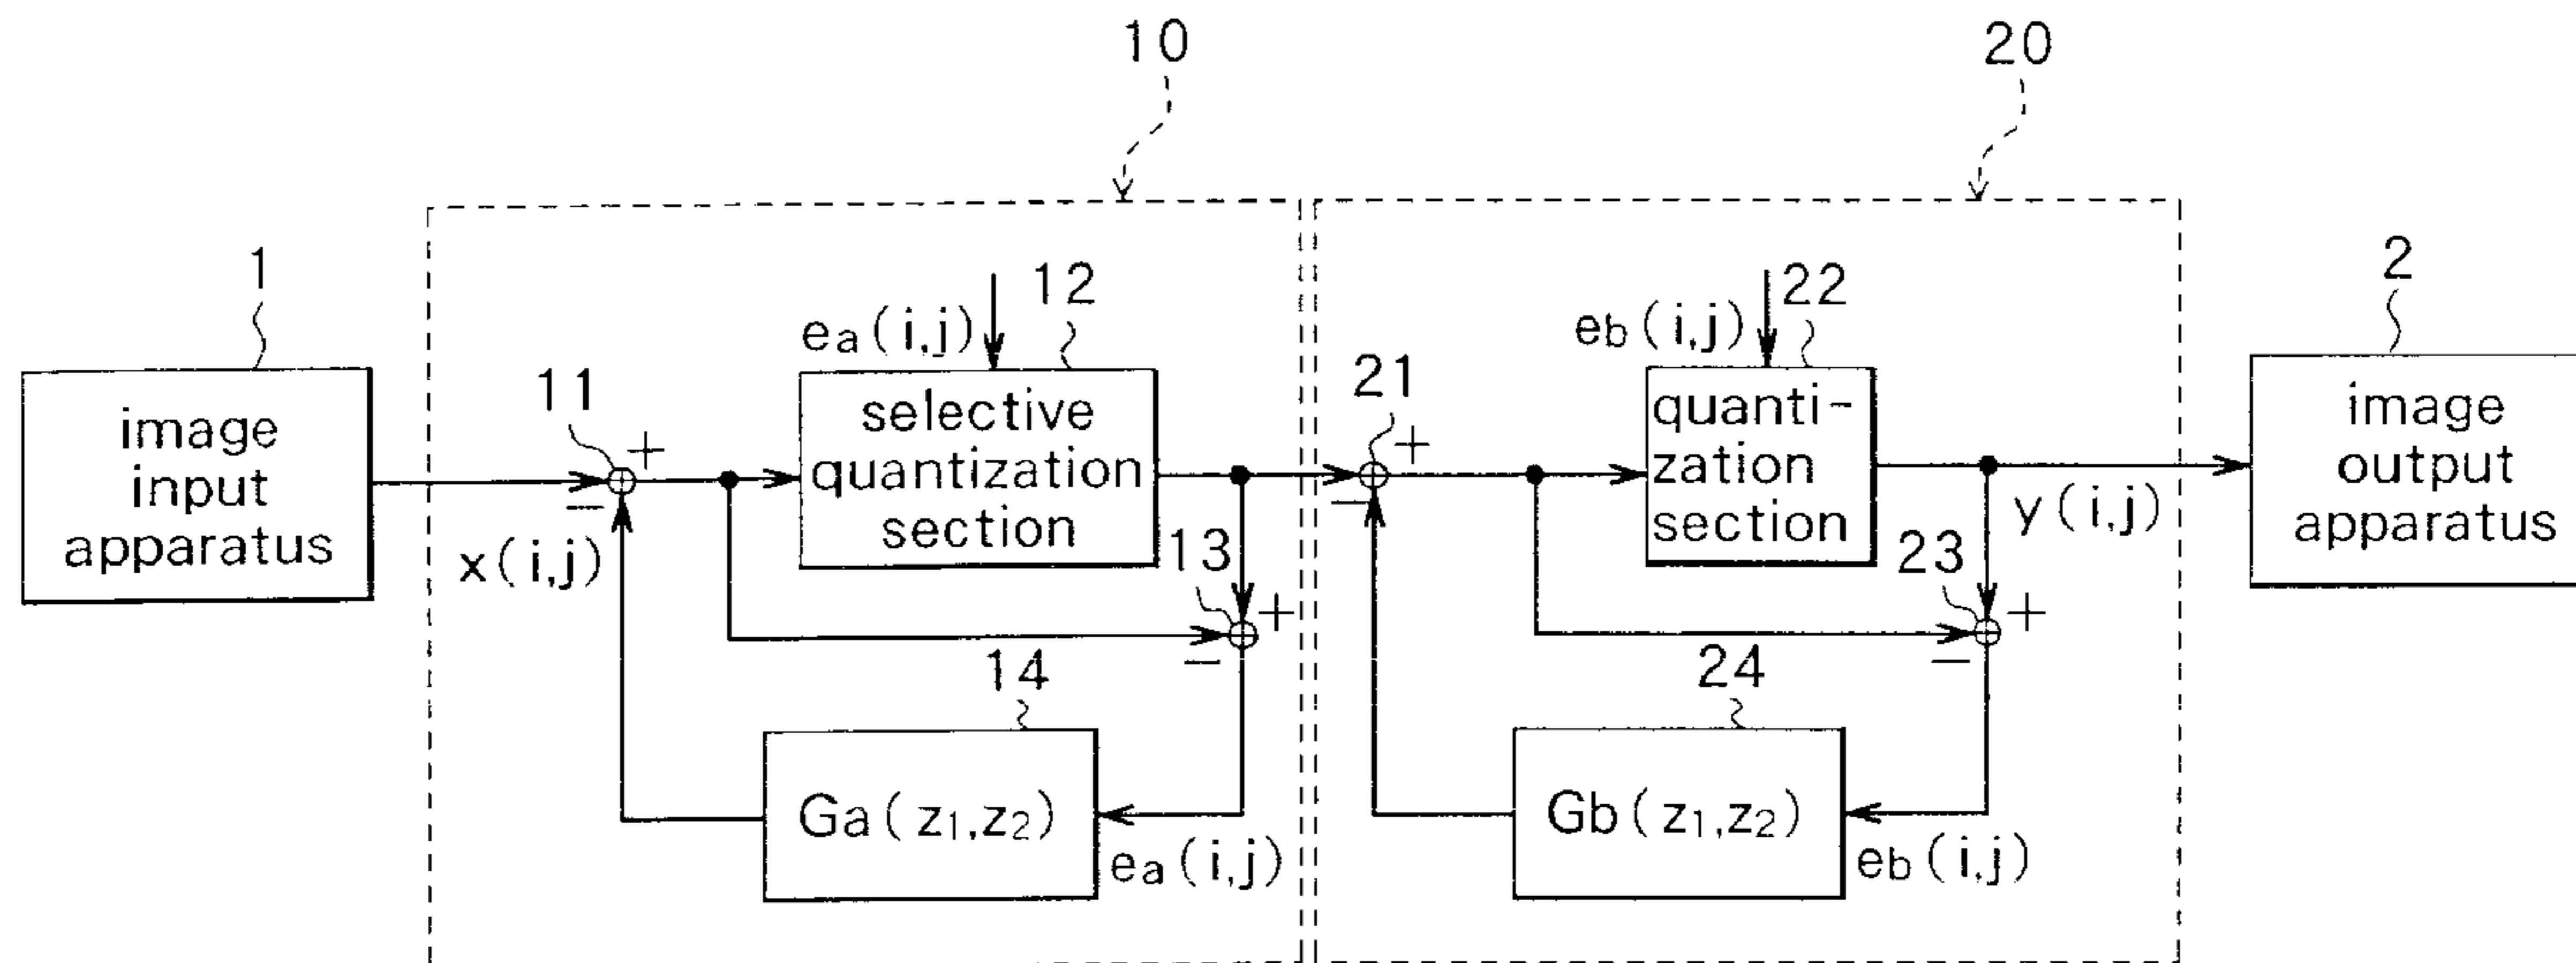 10
20
1
image
input
apparatus
11
+
−
x(i,j)
ea(i,j)
12
selective
quantization
section
13
+
−
14
Ga(z1,z2)
ea(i,j)
21
+
−
eb(i,j)
22
quanti-
zation
section
y(i,j)
23
+
−
24
Gb(z1,z2)
eb(i,j)
2
image
output
apparatus